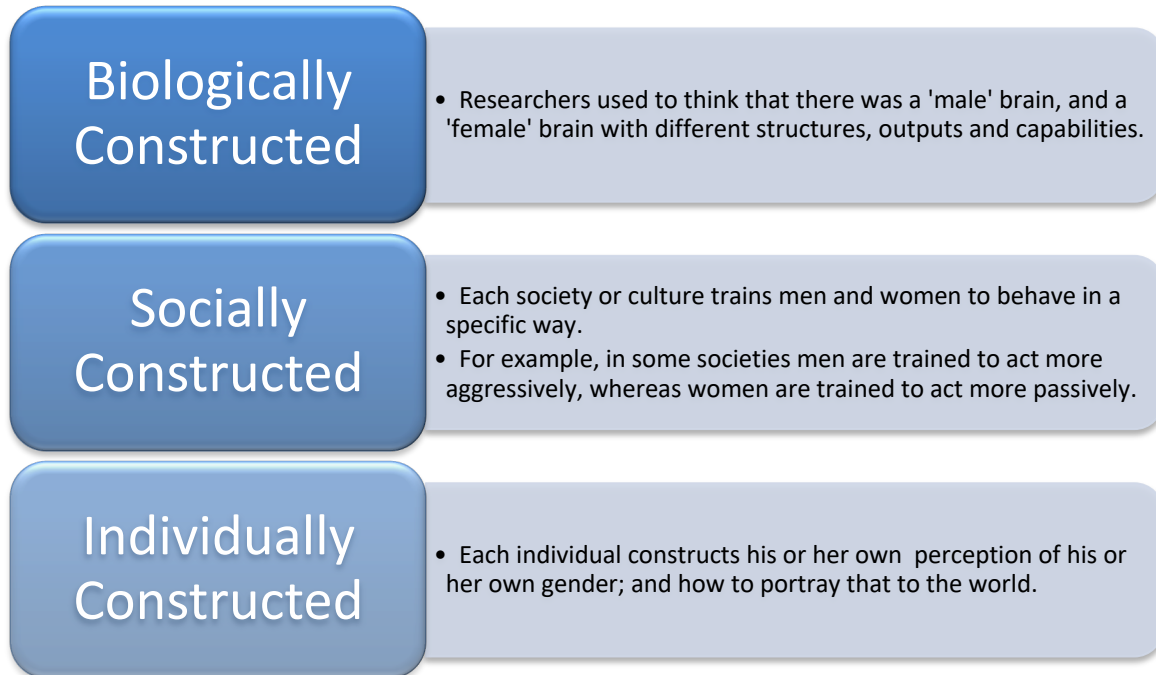 Biologically
Constructed
• Researchers used to think that there was a 'male' brain, and a
'female' brain with different structures, outputs and capabilities.
Socially
Constructed
• Each society or culture trains men and women to behave in a
specific way.
• For example, in some societies men are trained to act more
aggressively, whereas women are trained to act more passively.
Individually
Constructed
• Each individual constructs his or her own  perception of his or
her own gender; and how to portray that to the world.